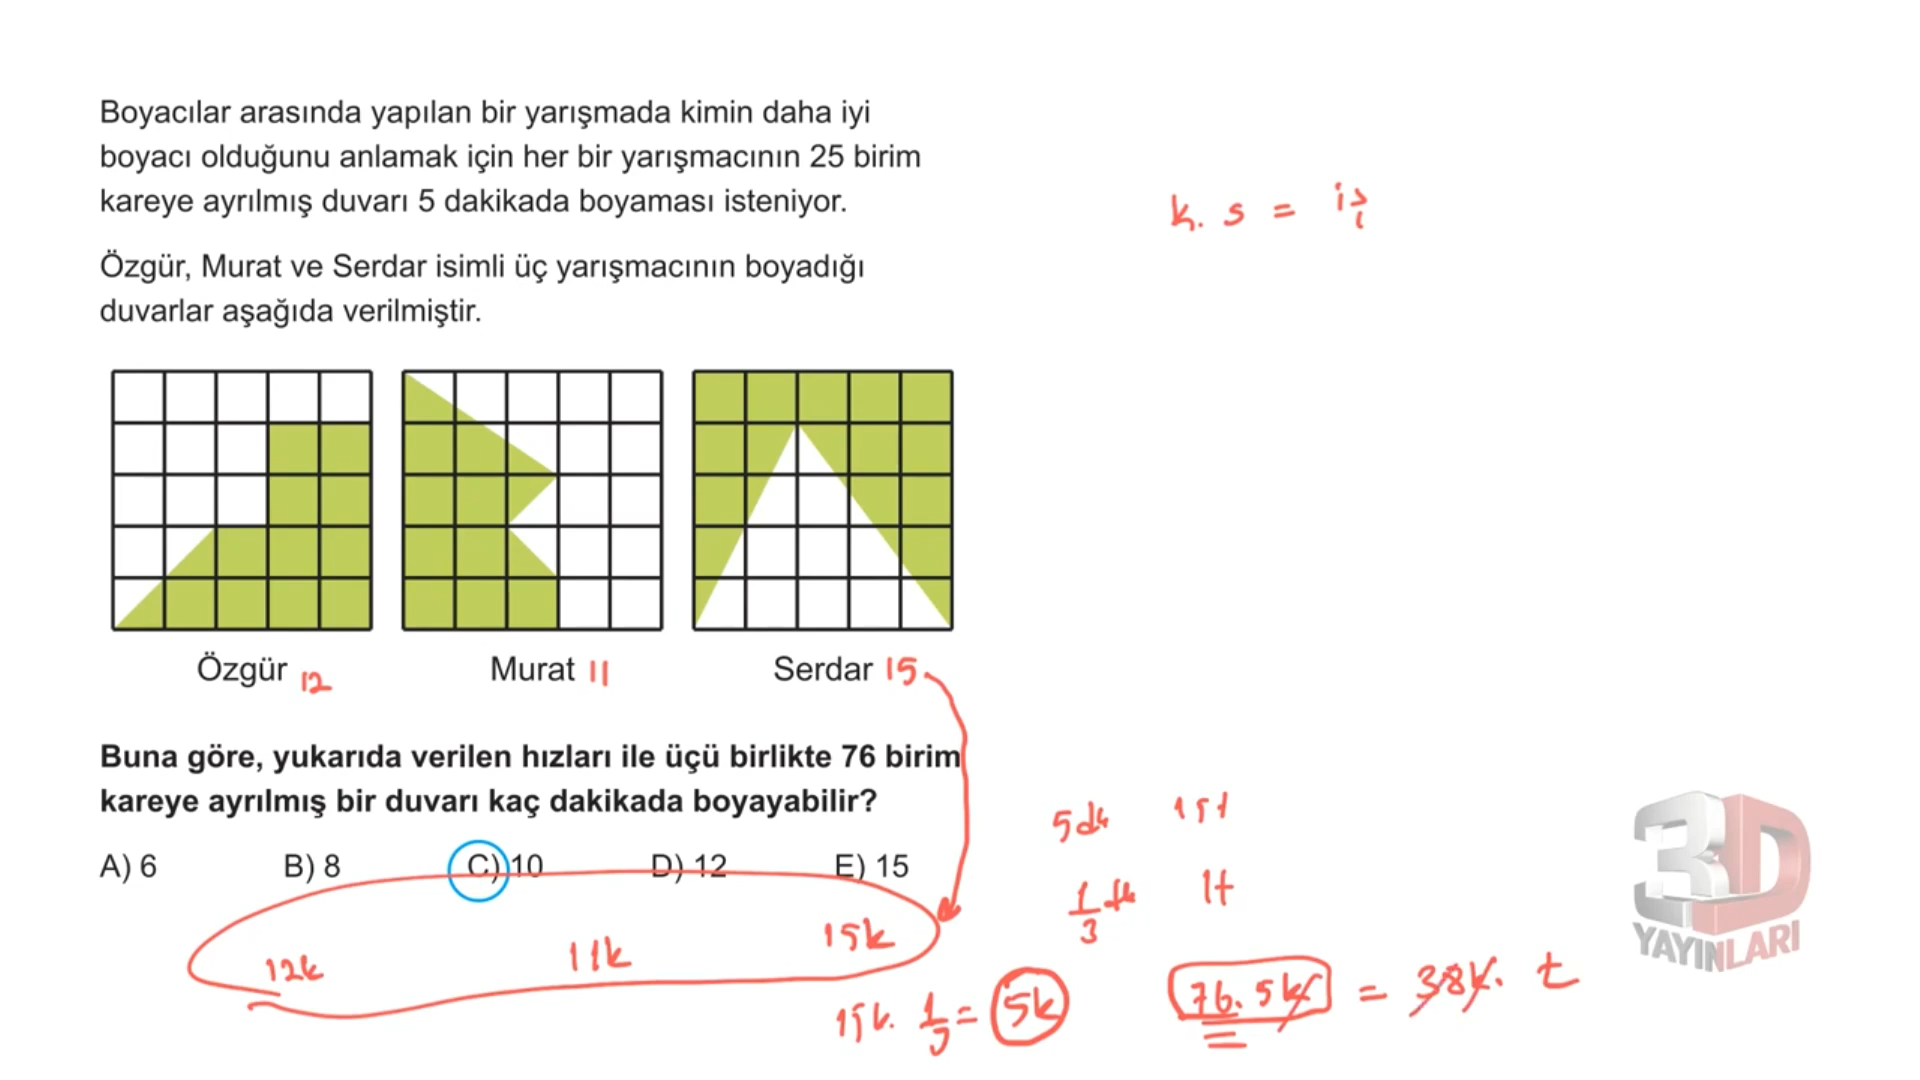 Boyacılar arasında yapılan bir yarışmada kimin daha iyi
boyacı olduğunu anlamak için her bir yarışmacının 25 birim
kareye ayrılmış duvarı 5 dakikada boyaması isteniyor.
k. s = iş
Özgür, Murat ve Serdar isimli üç yarışmacının boyadığı
duvarlar aşağıda verilmiştir.
Özgür 12 Murat 11 Serdar 15
Buna göre, yukarıda verilen hızları ile üçü birlikte 76 birim
kareye ayrılmış bir duvarı kaç dakikada boyayabilir?
5dk 15t
A) 6 B) 8 C) 10 D) 12 E) 15
1/3 dk 1t
12k 11k 15k
15k. 1/3 = 5k
76. 5k = 38k. t
3D
YAYINLARI